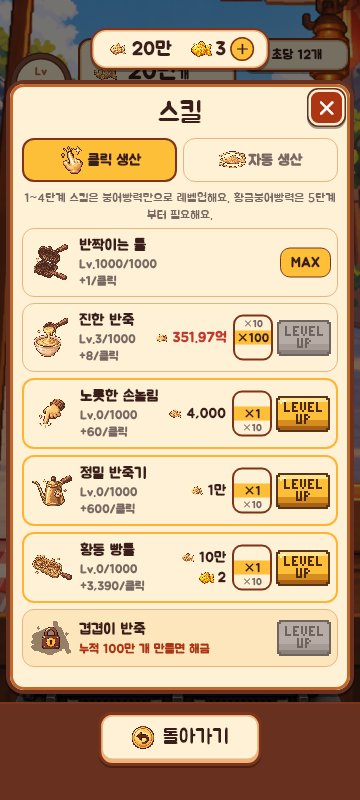 20만 3 +
Lv 20만개 초당 12개
스킬
클릭 생산 자동 생산
1~4단계 스킬은 붕어빵력만으로 레벨업해요. 황금붕어빵력은 5단계
부터 필요해요.
반짝이는 틀
Lv.1000/1000
+1/클릭
MAX
진한 반죽
Lv.3/1000
+8/클릭
351.97억
×10
×100
LEVEL
UP
노릇한 손놀림
Lv.0/1000
+60/클릭
4,000
×1
×10
LEVEL
UP
정밀 반죽기
Lv.0/1000
+600/클릭
1만
×1
×10
LEVEL
UP
황동 빵틀
Lv.0/1000
+3,390/클릭
10만
2
×1
×10
LEVEL
UP
겹겹이 반죽
누적 100만 개 만들면 해금
LEVEL
UP
돌아가기